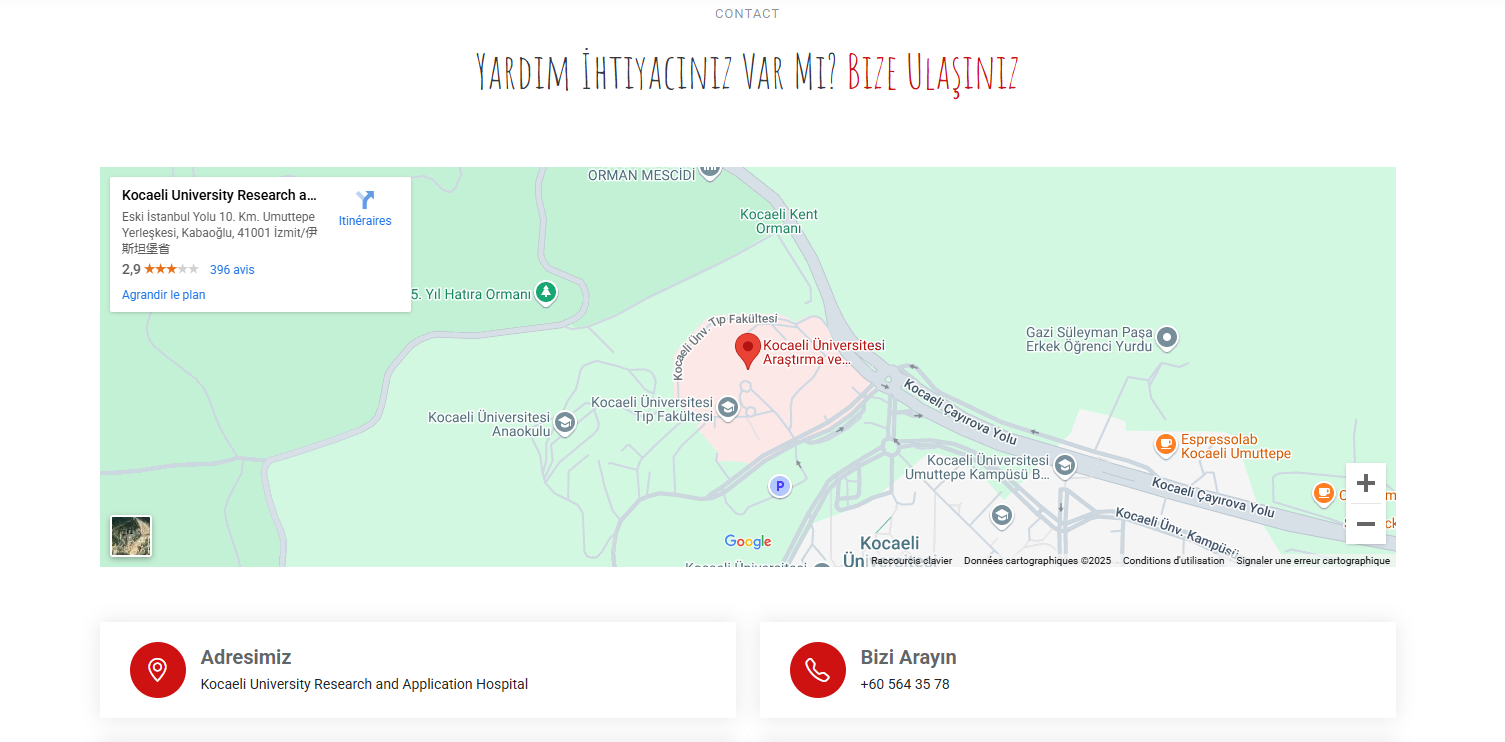 CONTACT
Yardım İhtiyacınız Var Mı? Bize Ulaşınız
Kocaeli University Research a...
Itinéraires
Eski İstanbul Yolu 10. Km. Umuttepe
Yerleşkesi, Kabaoğlu, 41001 İzmit/伊
斯坦堡省
2,9
396 avis
Agrandir le plan
ORMAN MESCİDİ
Kocaeli Kent
Ormanı
5. Yıl Hatıra Ormanı
Kocaeli Ünv. Tıp Fakültesi
Kocaeli Üniversitesi
Araştırma ve...
Gazi Süleyman Paşa
Erkek Öğrenci Yurdu
Kocaeli Üniversitesi
Tıp Fakültesi
Kocaeli Üniversitesi
Anaokulu
Kocaeli Çayırova Yolu
Espressolab
Kocaeli Umuttepe
Kocaeli Üniversitesi
Umuttepe Kampüsü B...
P
Kocaeli Çayırova Yolu
Kocaeli Ünv. Kampüsü
Google
Kocaeli
Raccourcis clavier
Données cartographiques ©2025
Conditions d'utilisation
Signaler une erreur cartographique
Adresimiz
Kocaeli University Research and Application Hospital
Bizi Arayın
+60 564 35 78